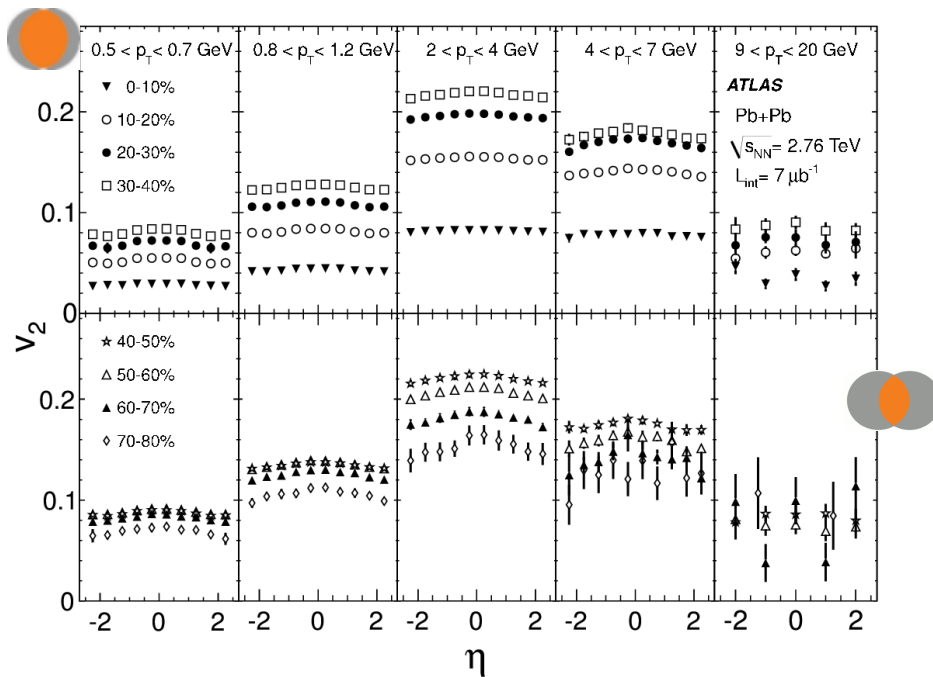 0.5 < p_T < 0.7 GeV
0.8 < p_T < 1.2 GeV
2 < p_T < 4 GeV
4 < p_T < 7 GeV
9 < p_T < 20 GeV
0-10%
10-20%
20-30%
30-40%
ATLAS
Pb+Pb
√s_NN = 2.76 TeV
L_int = 7 μb⁻¹
0.2
0.1
0
v₂
40-50%
50-60%
60-70%
70-80%
0.2
0.1
0
-2 0 2 -2 0 2 -2 0 2 -2 0 2 -2 0 2
η